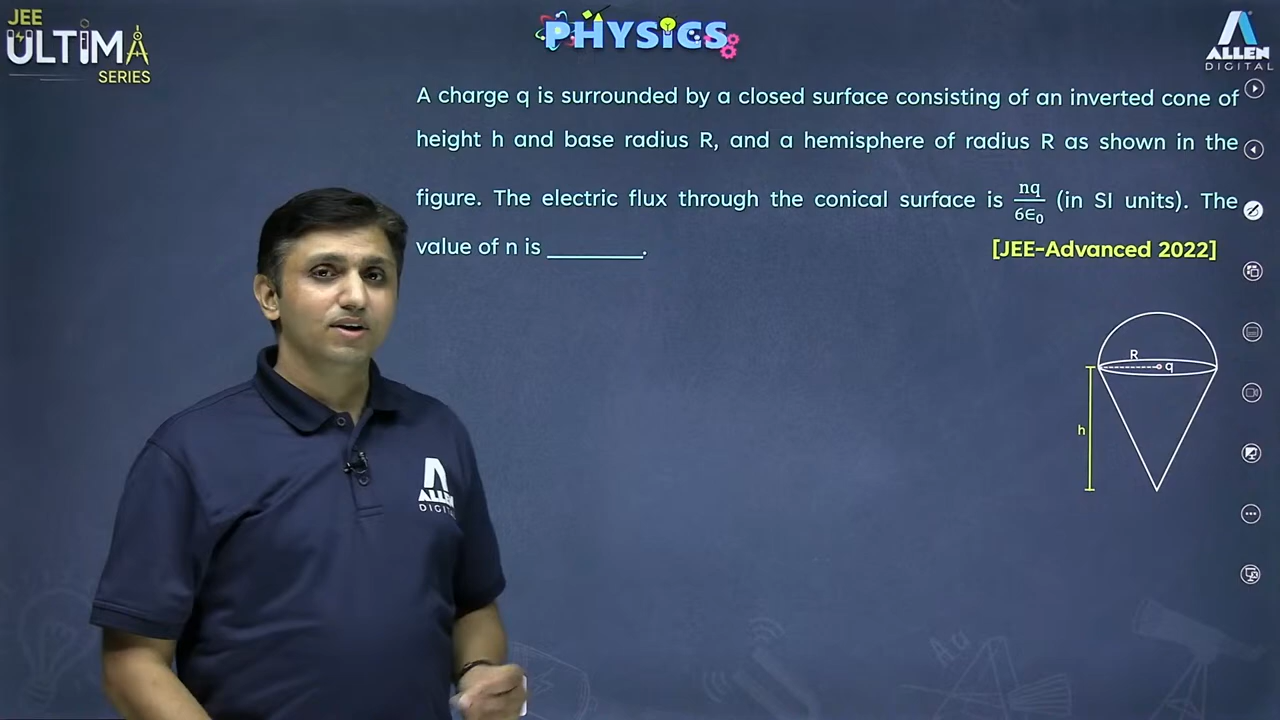 JEE
ULTIMA
SERIES
PHYSICS
ALLEN
DIGITAL
A charge q is surrounded by a closed surface consisting of an inverted cone of
height h and base radius R, and a hemisphere of radius R as shown in the
figure. The electric flux through the conical surface is nq/6ϵ₀ (in SI units). The
value of n is ________.
[JEE-Advanced 2022]
R
q
h
ALLEN
DIGITAL
Au